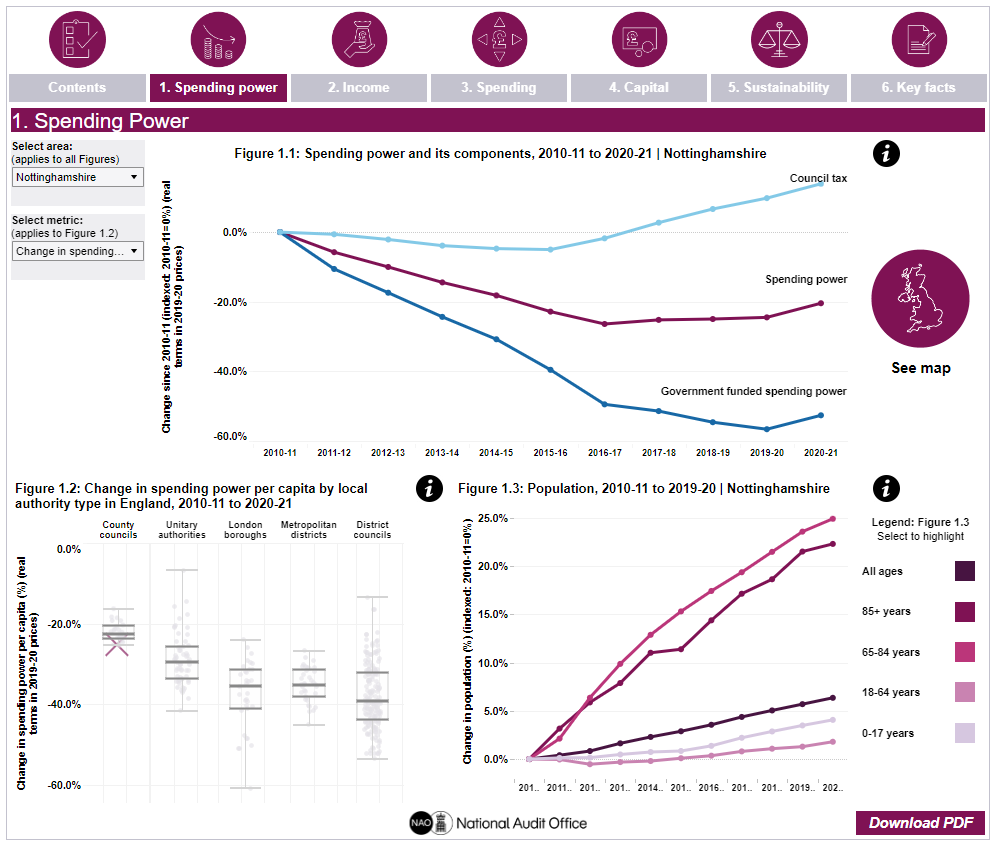 Contents
1. Spending power
2. Income
3. Spending
4. Capital
5. Sustainability
6. Key facts
1. Spending Power
Select area:
(applies to all Figures)
Nottinghamshire
Select metric:
(applies to Figure 1.2)
Change in spending...
Figure 1.1: Spending power and its components, 2010-11 to 2020-21 | Nottinghamshire
i
Change since 2010-11 (indexed: 2010-11=0%) (real
terms in 2019-20 prices)
0.0%
-20.0%
-40.0%
-60.0%
Council tax
Spending power
Government funded spending power
2010-11
2011-12
2012-13
2013-14
2014-15
2015-16
2016-17
2017-18
2018-19
2019-20
2020-21
See map
Figure 1.2: Change in spending power per capita by local
authority type in England, 2010-11 to 2020-21
i
County
councils
Unitary
authorities
London
boroughs
Metropolitan
districts
District
councils
Change in spending power per capita (%) (real
terms in 2019-20 prices)
0.0%
-20.0%
-40.0%
-60.0%
Figure 1.3: Population, 2010-11 to 2019-20 | Nottinghamshire
i
Change in population (%) (indexed: 2010-11=0%)
25.0%
20.0%
15.0%
10.0%
5.0%
0.0%
201..
2011..
201..
201..
2014..
201..
2016..
201..
201..
2019..
202..
Legend: Figure 1.3
Select to highlight
All ages
85+ years
65-84 years
18-64 years
0-17 years
NAO
National Audit Office
Download PDF